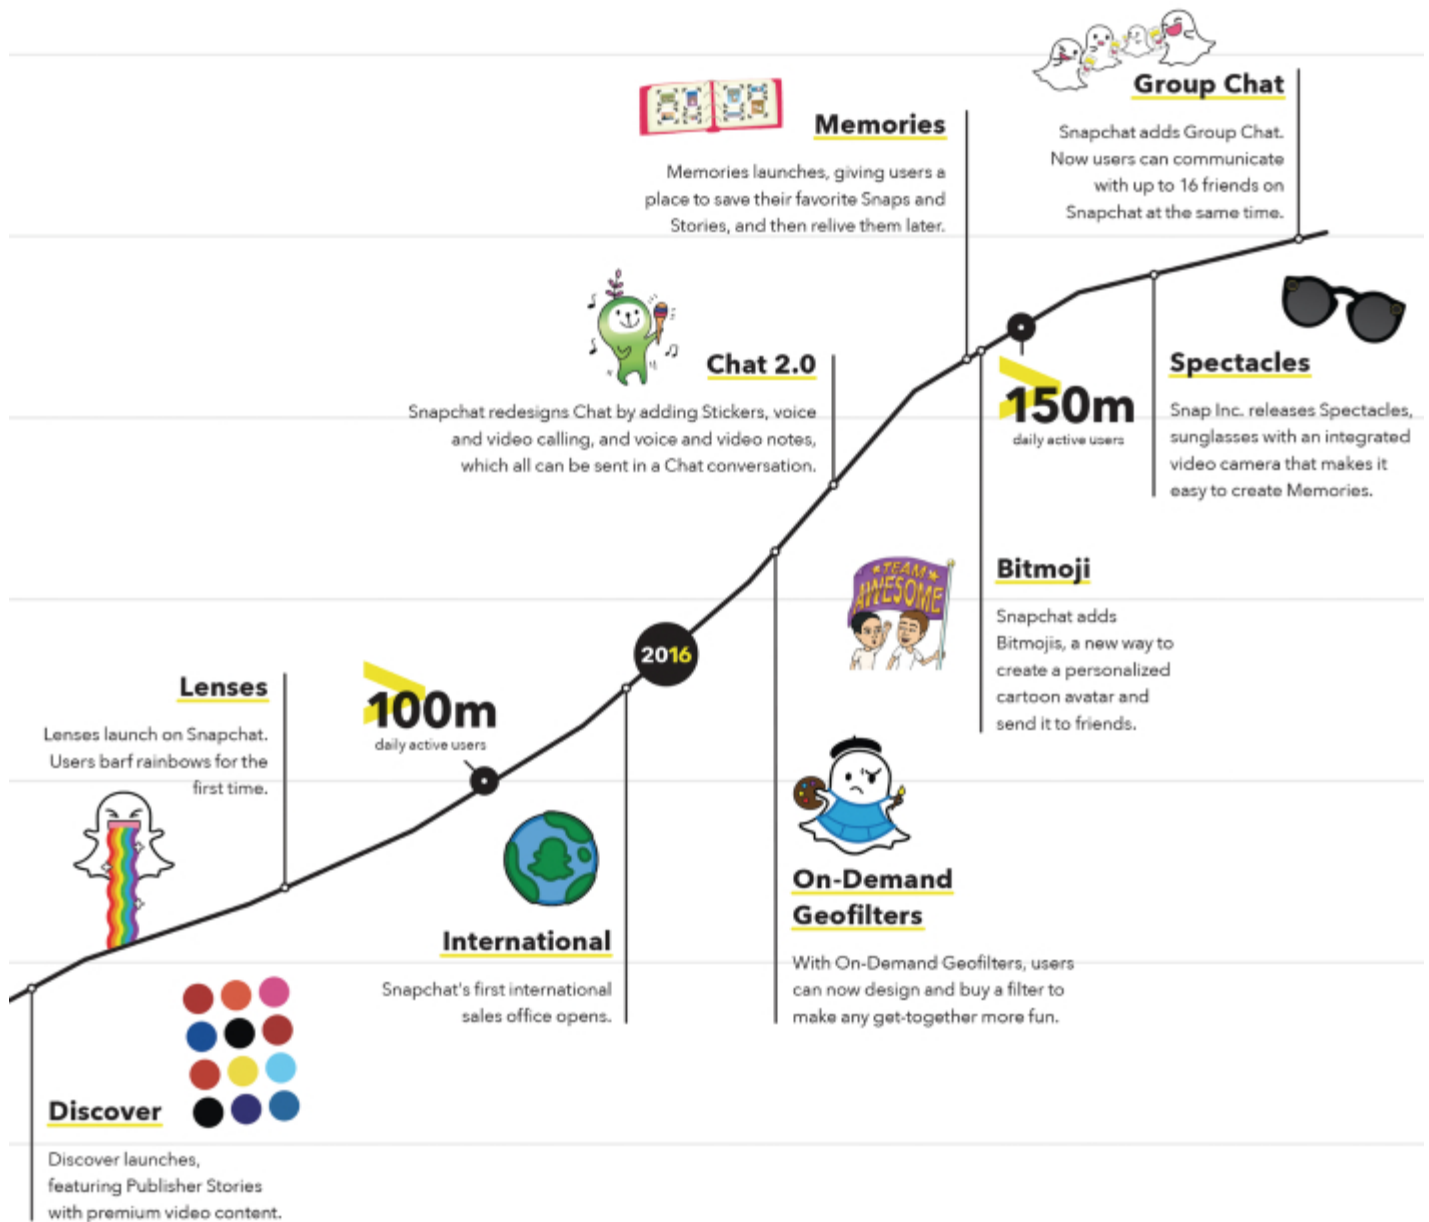 Group Chat
Snapchat adds Group Chat.
Now users can communicate
with up to 16 friends on
Snapchat at the same time.
Memories
Memories launches, giving users a
place to save their favorite Snaps and
Stories, and then relive them later.
Chat 2.0
Snapchat redesigns Chat by adding Stickers, voice
and video calling, and voice and video notes,
which all can be sent in a Chat conversation.
>150m
daily active users
Spectacles
Snap Inc. releases Spectacles,
sunglasses with an integrated
video camera that makes it
easy to create Memories.
TEAM
AWESOME
Bitmoji
Snapchat adds
Bitmojis, a new way to
create a personalized
cartoon avatar and
send it to friends.
2016
Lenses
Lenses launch on Snapchat.
Users barf rainbows for the
first time.
>100m
daily active users
International
Snapchat's first international
sales office opens.
On-Demand
Geofilters
With On-Demand Geofilters, users
can now design and buy a filter to
make any get-together more fun.
Discover
Discover launches,
featuring Publisher Stories
with premium video content.